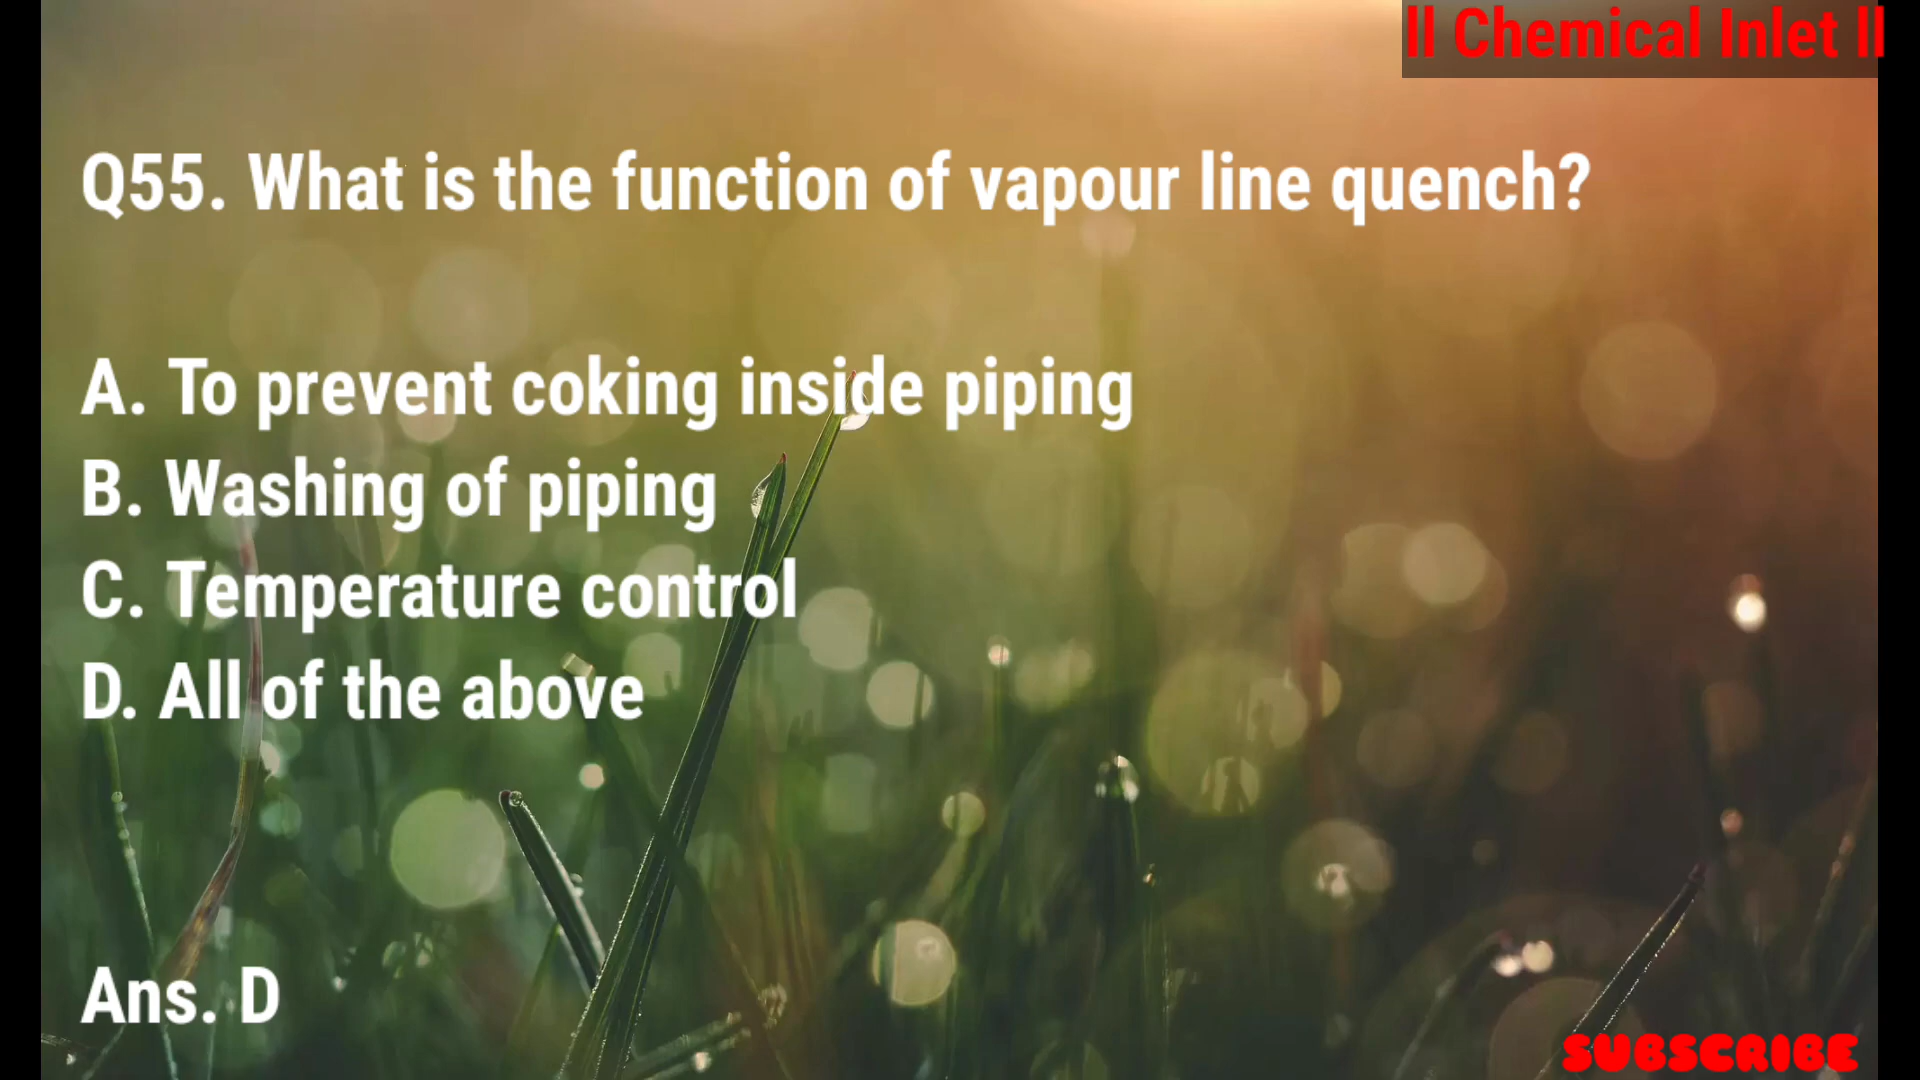 ll Chemical Inlet ll
Q55. What is the function of vapour line quench?
A. To prevent coking inside piping
B. Washing of piping
C. Temperature control
D. All of the above
Ans. D
SUBSCRIBE